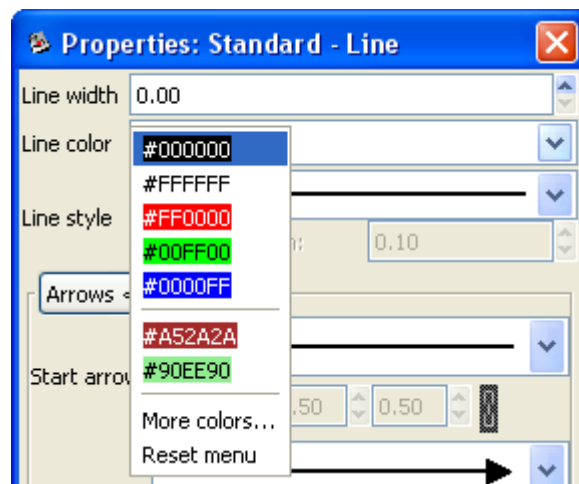 Properties: Standard - Line
Line width 0.00
Line color
#000000
#FFFFFF
#FF0000
Line style
0.10
#00FF00
#0000FF
Arrows
#A52A2A
#90EE90
Start arrow
.50 0.50
More colors...
Reset menu